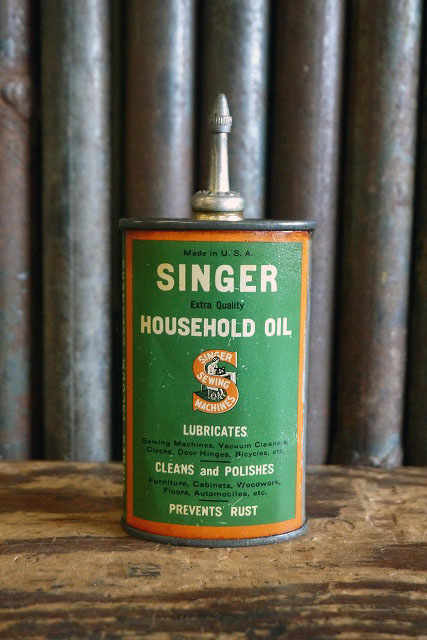 Made in U. S. A.
SINGER
Extra Quality
HOUSEHOLD OIL
SINGER
SEWING
MACHINES
LUBRICATES
Sewing Machines, Vacuum Cleaners,
Clocks, Door Hinges, Bicycles, etc.
CLEANS and POLISHES
Furniture, Cabinets, Woodwork,
Floors, Automobiles, etc.
PREVENTS RUST